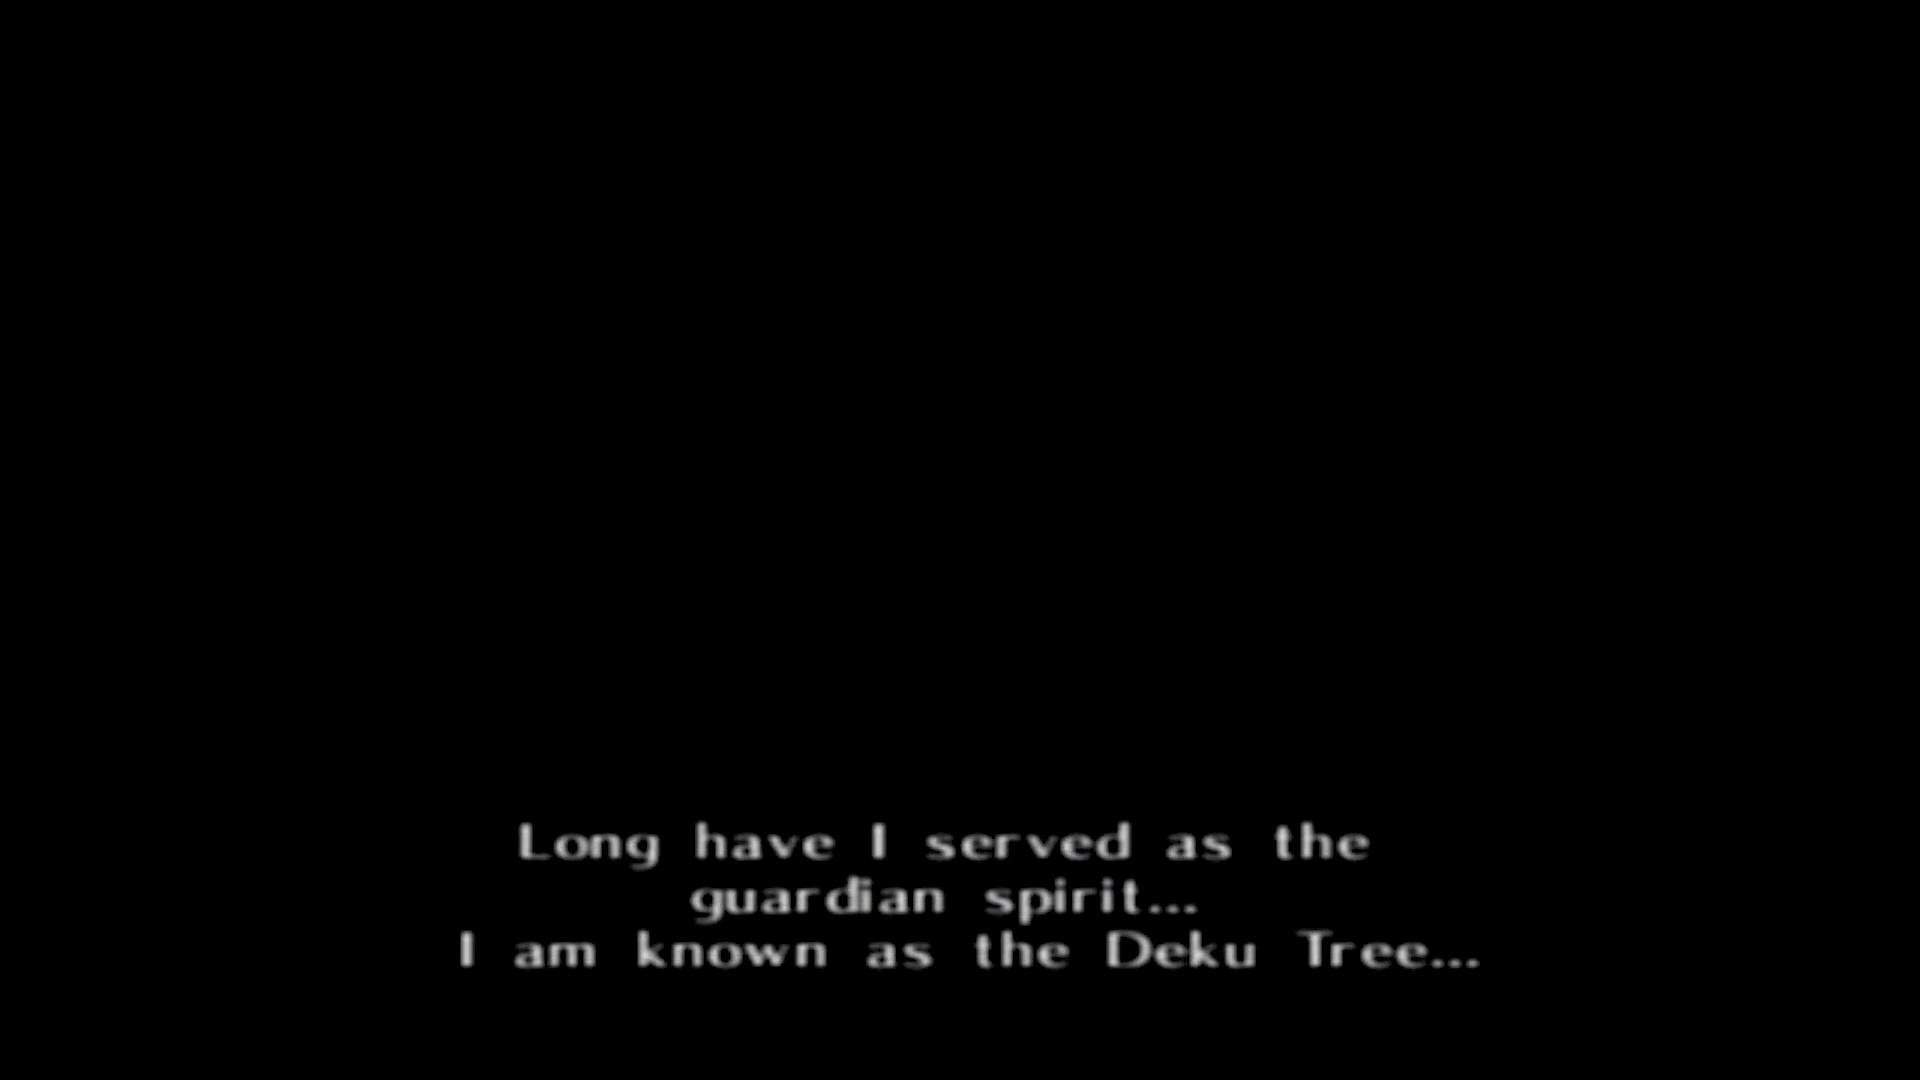 Long have I served as the
guardian spirit...
I am known as the Deku Tree...